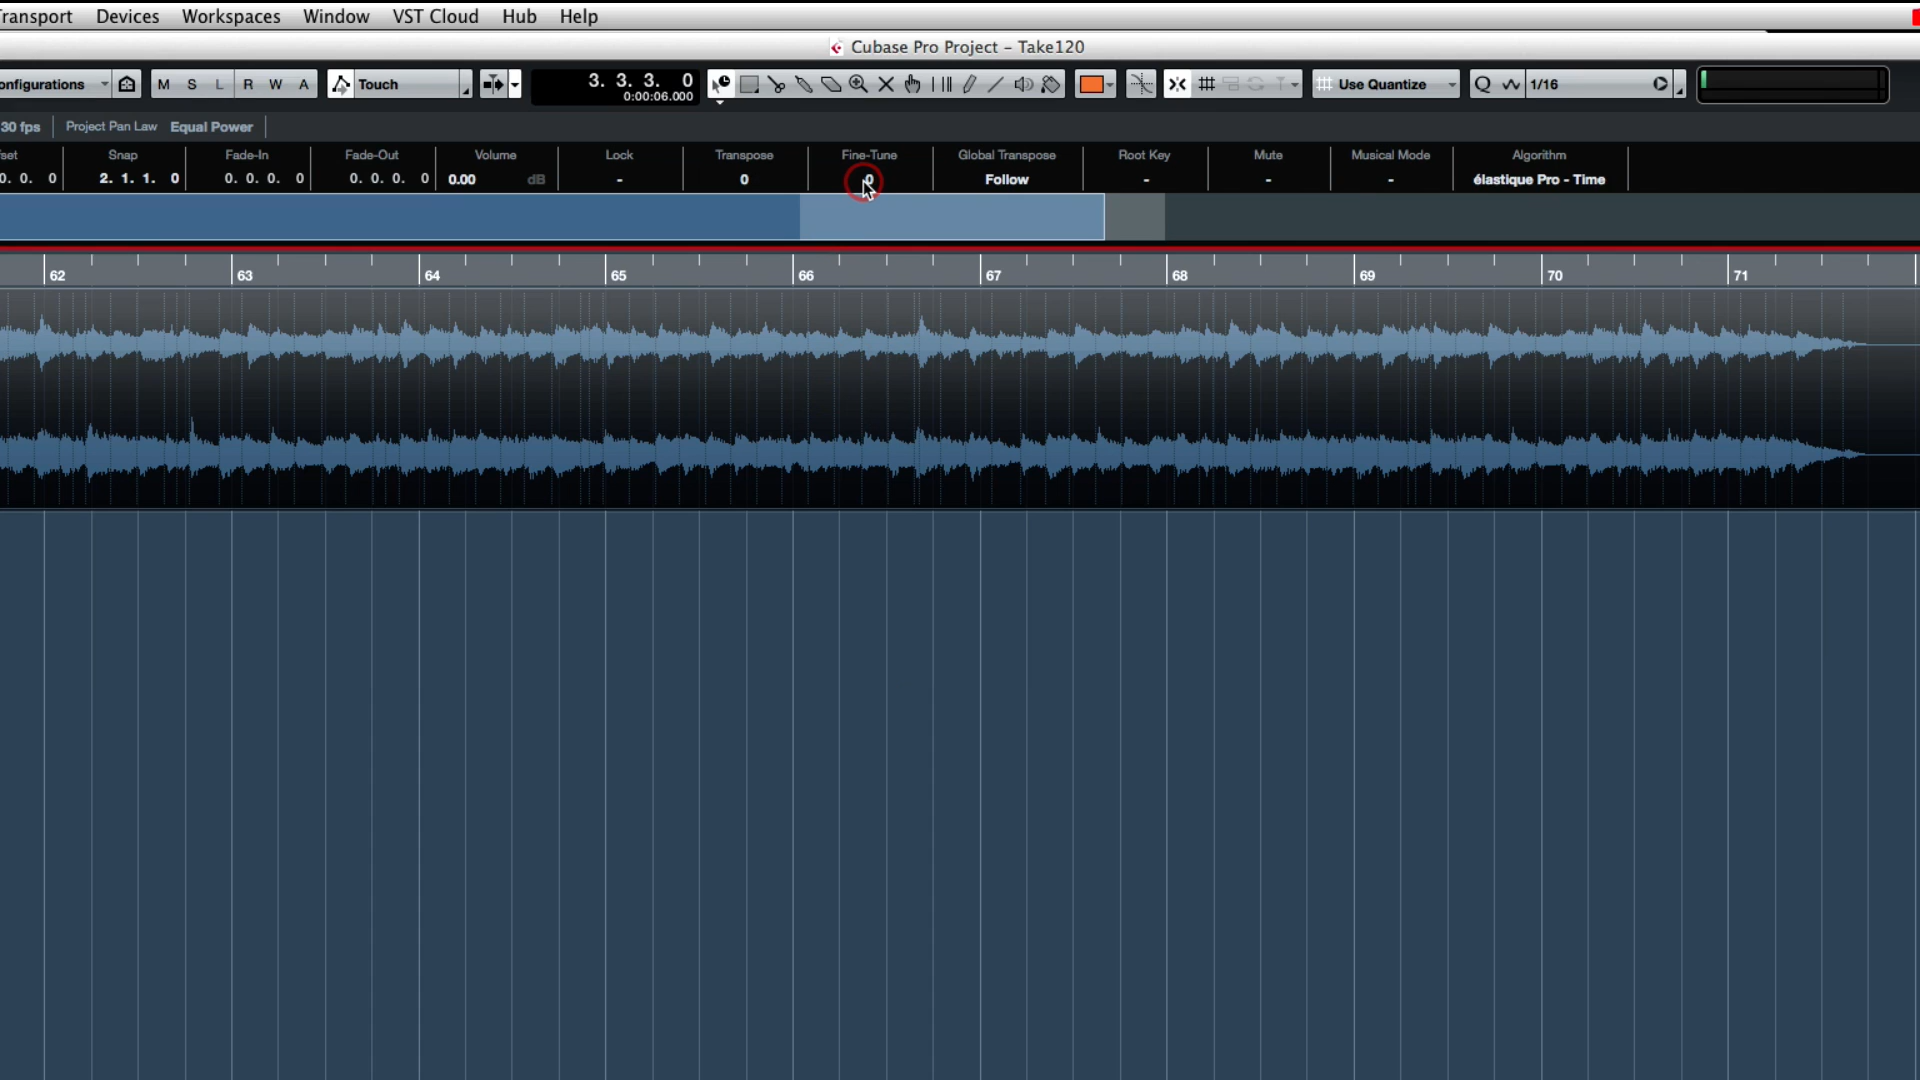 Transport Devices Workspaces Window VST Cloud Hub Help
Cubase Pro Project - Take120
onfigurations M S L R W A Touch 3. 3. 3. 0 Use Quantize Q 1/16
0:00:06.000
30 fps Project Pan Law Equal Power
set Snap Fade-In Fade-Out Volume Lock Transpose Fine-Tune Global Transpose Root Key Mute Musical Mode Algorithm
0. 0. 0 2. 1. 1. 0 0. 0. 0. 0 0. 0. 0. 0 0.00 dB - 0 0 Follow - - - élastique Pro - Time
62 63 64 65 66 67 68 69 70 71